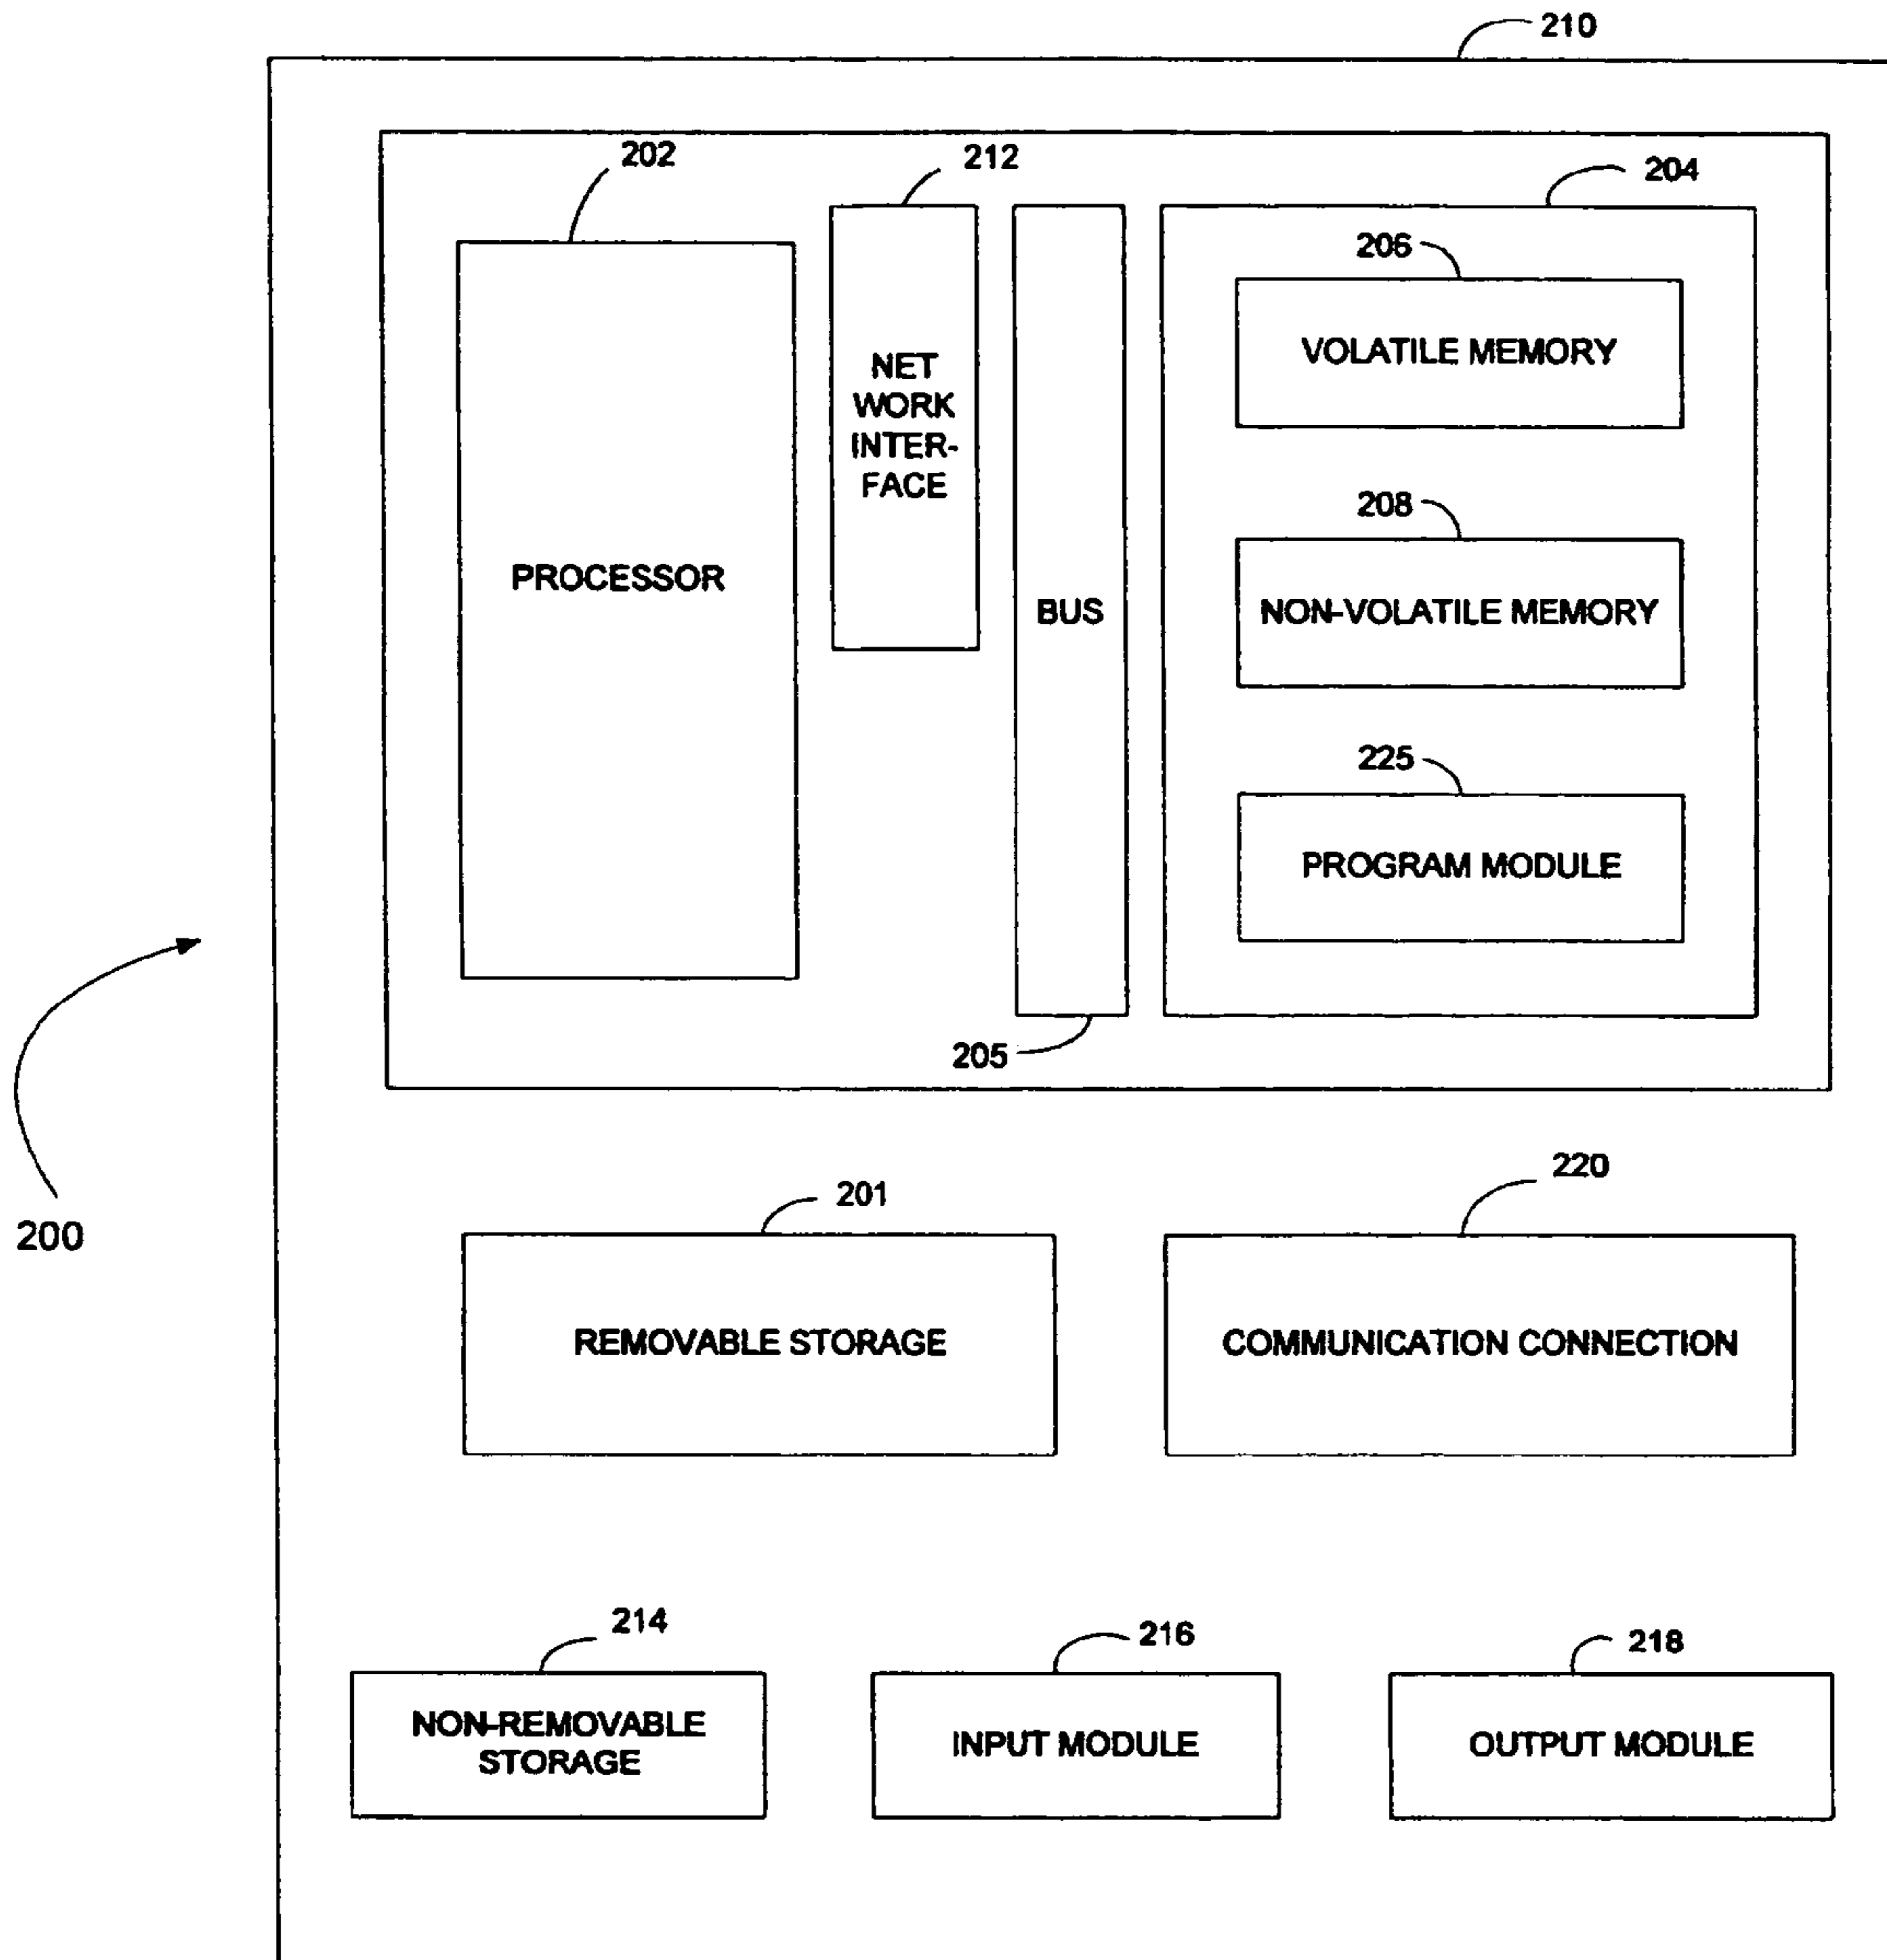 210
202
212
204
206
NET
WORK
INTER-
FACE
VOLATILE MEMORY
208
PROCESSOR
BUS
NON-VOLATILE MEMORY
225
PROGRAM MODULE
205
200
201
220
REMOVABLE STORAGE
COMMUNICATION CONNECTION
214
216
218
NON-REMOVABLE
STORAGE
INPUT MODULE
OUTPUT MODULE